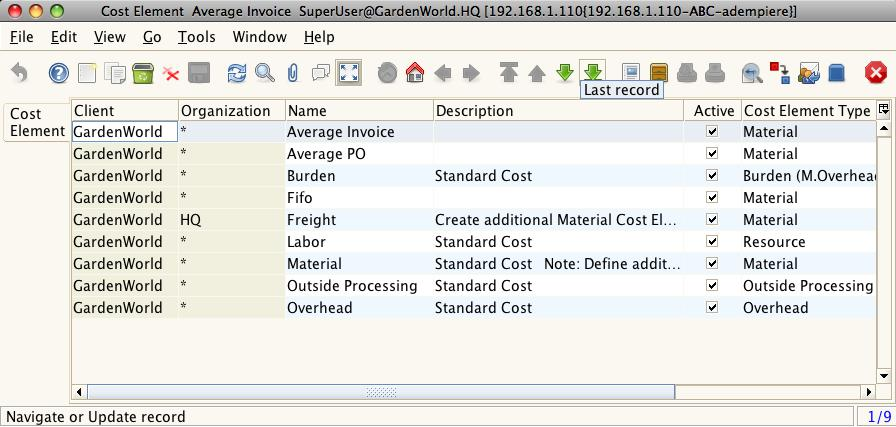 Cost Element  Average Invoice  SuperUser@GardenWorld.HQ [192.168.1.110{192.168.1.110-ABC-adempiere}]
File Edit View Go Tools Window Help
Last record
Cost Element
Client Organization Name Description Active Cost Element Type
GardenWorld * Average Invoice Material
GardenWorld * Average PO Material
GardenWorld * Burden Standard Cost Burden (M.Overhea
GardenWorld * Fifo Material
GardenWorld HQ Freight Create additional Material Cost El... Material
GardenWorld * Labor Standard Cost Resource
GardenWorld * Material Standard Cost   Note: Define addit... Material
GardenWorld * Outside Processing Standard Cost Outside Processing
GardenWorld * Overhead Standard Cost Overhead
Navigate or Update record 1/9